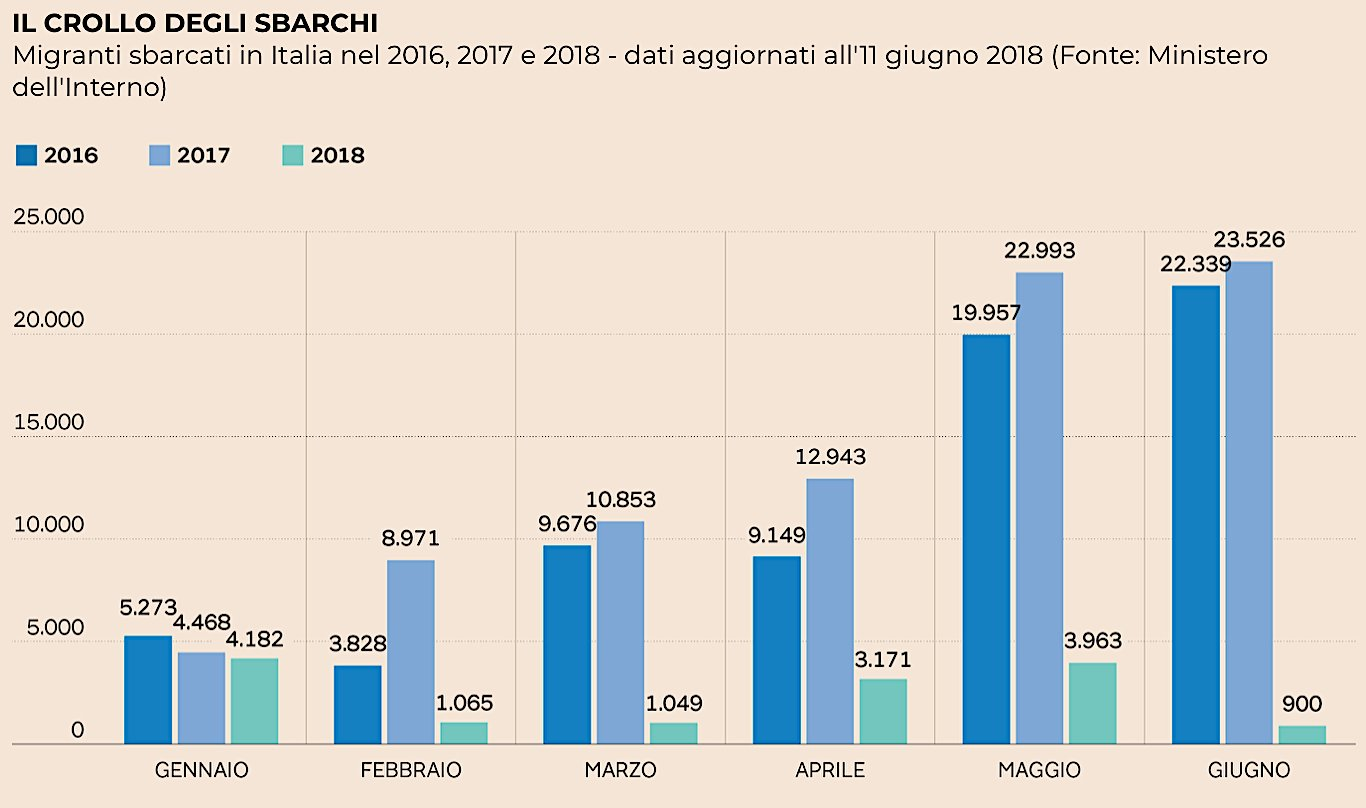 IL CROLLO DEGLI SBARCHI
Migranti sbarcati in Italia nel 2016, 2017 e 2018 - dati aggiornati all'11 giugno 2018 (Fonte: Ministero
dell'Interno)
2016 2017 2018
25.000
20.000
15.000
10.000
5.000
0
5.273 4.468 4.182
3.828 8.971 1.065
9.676 10.853 1.049
9.149 12.943 3.171
19.957 22.993 3.963
22.339 23.526 900
GENNAIO FEBBRAIO MARZO APRILE MAGGIO GIUGNO